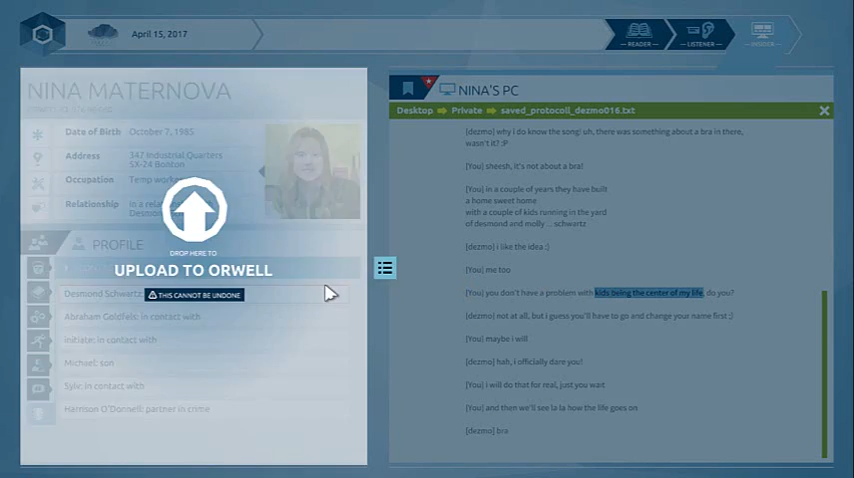 April 15, 2017
READER
LISTENER
INSIDER
NINA MATERNOVA
Date of Birth October 7, 1985
Address 347 Industrial Quarters
SX-24 Bonton
Occupation Temp worker
Relationship In a relationship
Desmond Schwartz
DROP HERE TO
UPLOAD TO ORWELL
THIS CANNOT BE UNDONE
PROFILE
Desmond Schwartz:
Abraham Goldfels: in contact with
initiate: in contact with
Michael: son
Sylv: in contact with
Harrison O'Donnell: partner in crime
NINA'S PC
Desktop Private saved_protocoll_dezmo016.txt
[dezmo] why i do know the song! uh, there was something about a bra in there,
wasn't it? :P
[You] sheesh, it's not about a bra!
[You] in a couple of years they have built
a home sweet home
with a couple of kids running in the yard
of desmond and molly ... schwartz
[dezmo] i like the idea :)
[You] me too
[You] you don't have a problem with kids being the center of my life, do you?
[dezmo] not at all, but i guess you'll have to go and change your name first ;)
[You] maybe i will
[dezmo] hah, i officially dare you!
[You] i will do that for real, just you wait
[You] and then we'll see la la how the life goes on
[dezmo] bra